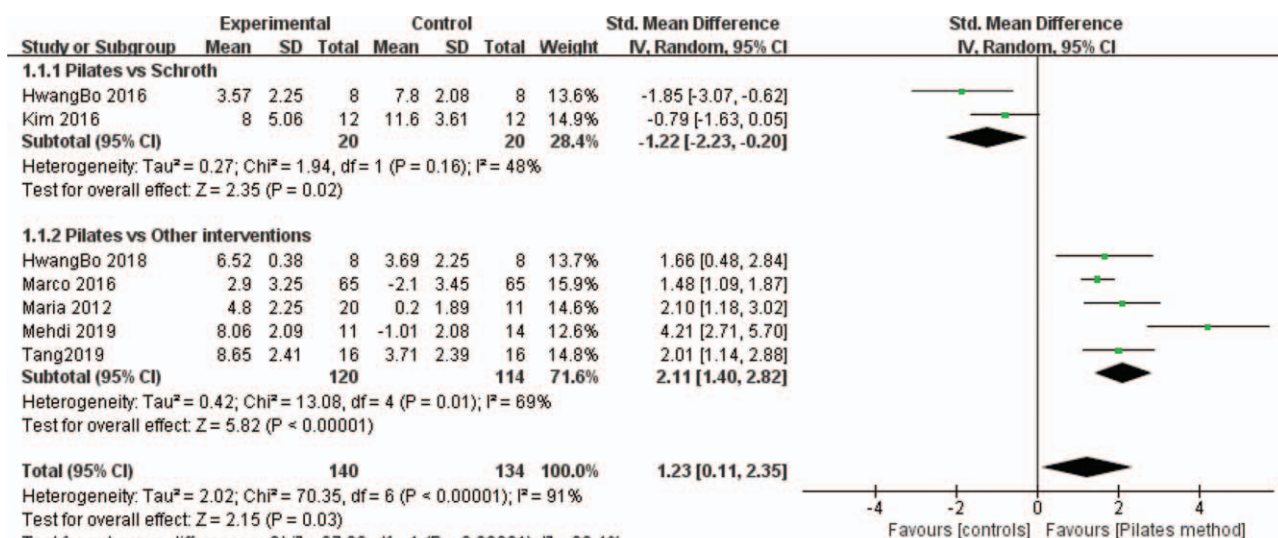 Experimental Control Std. Mean Difference Std. Mean Difference
Study or Subgroup Mean SD Total Mean SD Total Weight IV, Random, 95% CI IV, Random, 95% CI
1.1.1 Pilates vs Schroth
HwangBo 2016 3.57 2.25 8 7.8 2.08 8 13.6% -1.85 [-3.07, -0.62]
Kim 2016 8 5.06 12 11.6 3.61 12 14.9% -0.79 [-1.63, 0.05]
Subtotal (95% CI) 20 20 28.4% -1.22 [-2.23, -0.20]
Heterogeneity: Tau² = 0.27; Chi² = 1.94, df = 1 (P = 0.16); I² = 48%
Test for overall effect: Z = 2.35 (P = 0.02)
1.1.2 Pilates vs Other interventions
HwangBo 2018 6.52 0.38 8 3.69 2.25 8 13.7% 1.66 [0.48, 2.84]
Marco 2016 2.9 3.25 65 -2.1 3.45 65 15.9% 1.48 [1.09, 1.87]
Maria 2012 4.8 2.25 20 0.2 1.89 11 14.6% 2.10 [1.18, 3.02]
Mehdi 2019 8.06 2.09 11 -1.01 2.08 14 12.6% 4.21 [2.71, 5.70]
Tang2019 8.65 2.41 16 3.71 2.39 16 14.8% 2.01 [1.14, 2.88]
Subtotal (95% CI) 120 114 71.6% 2.11 [1.40, 2.82]
Heterogeneity: Tau² = 0.42; Chi² = 13.08, df = 4 (P = 0.01); I² = 69%
Test for overall effect: Z = 5.82 (P < 0.00001)
Total (95% CI) 140 134 100.0% 1.23 [0.11, 2.35]
Heterogeneity: Tau² = 2.02; Chi² = 70.35, df = 6 (P < 0.00001); I² = 91%
Test for overall effect: Z = 2.15 (P = 0.03)
-4 -2 0 2 4
Favours [controls] Favours [Pilates method]